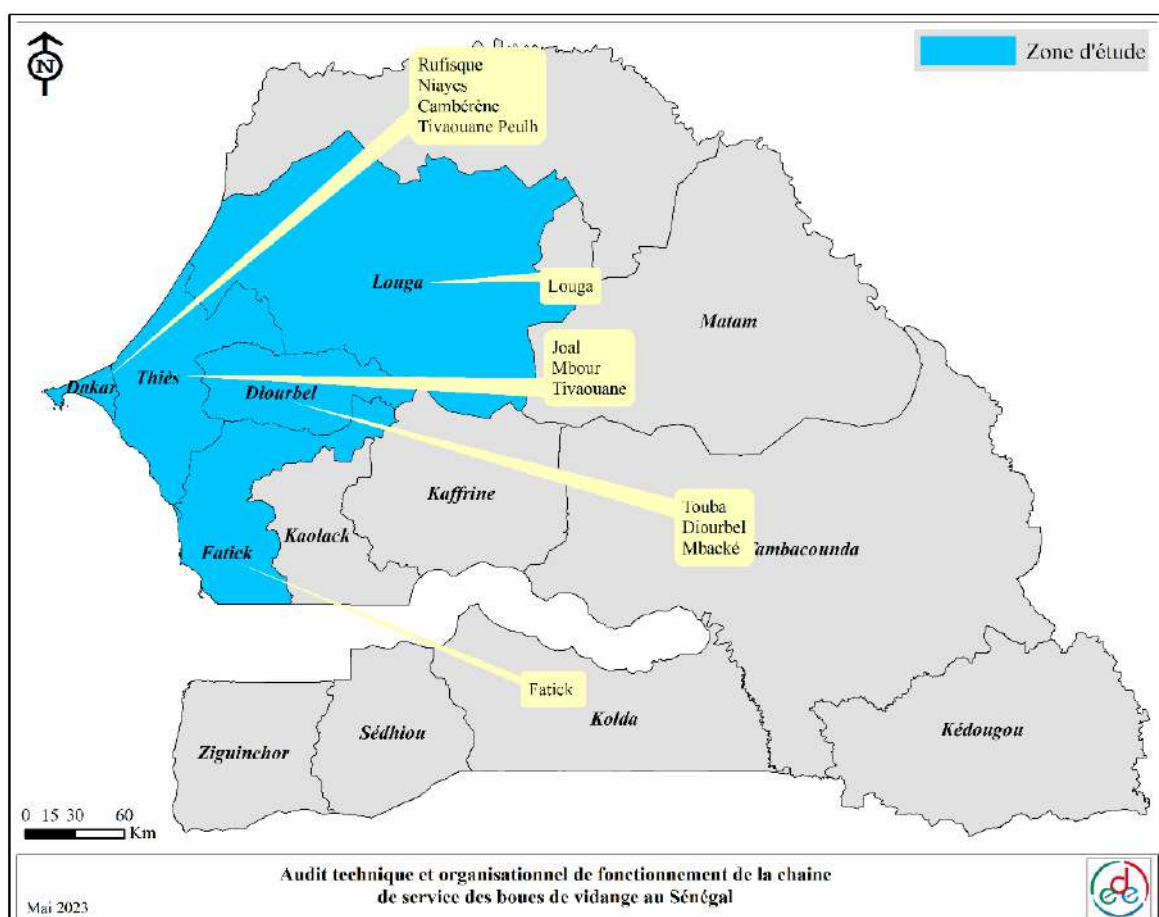 N
Zone d'étude
Rufisque
Niayes
Cambérène
Tivaouane Peulh
Louga
Louga
Matam
Joal
Mbour
Tivaouane
Dakar
Thiès
Diourbel
Kaffrine
Touba
Diourbel
Mbacké
Kaolack
Fatick
Tambacounda
Fatick
Kolda
Kédougou
Sédhiou
Ziguinchor
0 15 30 60
Km
Audit technique et organisationnel de fonctionnement de la chaine
de service des boues de vidange au Sénégal
Mai 2023
ede